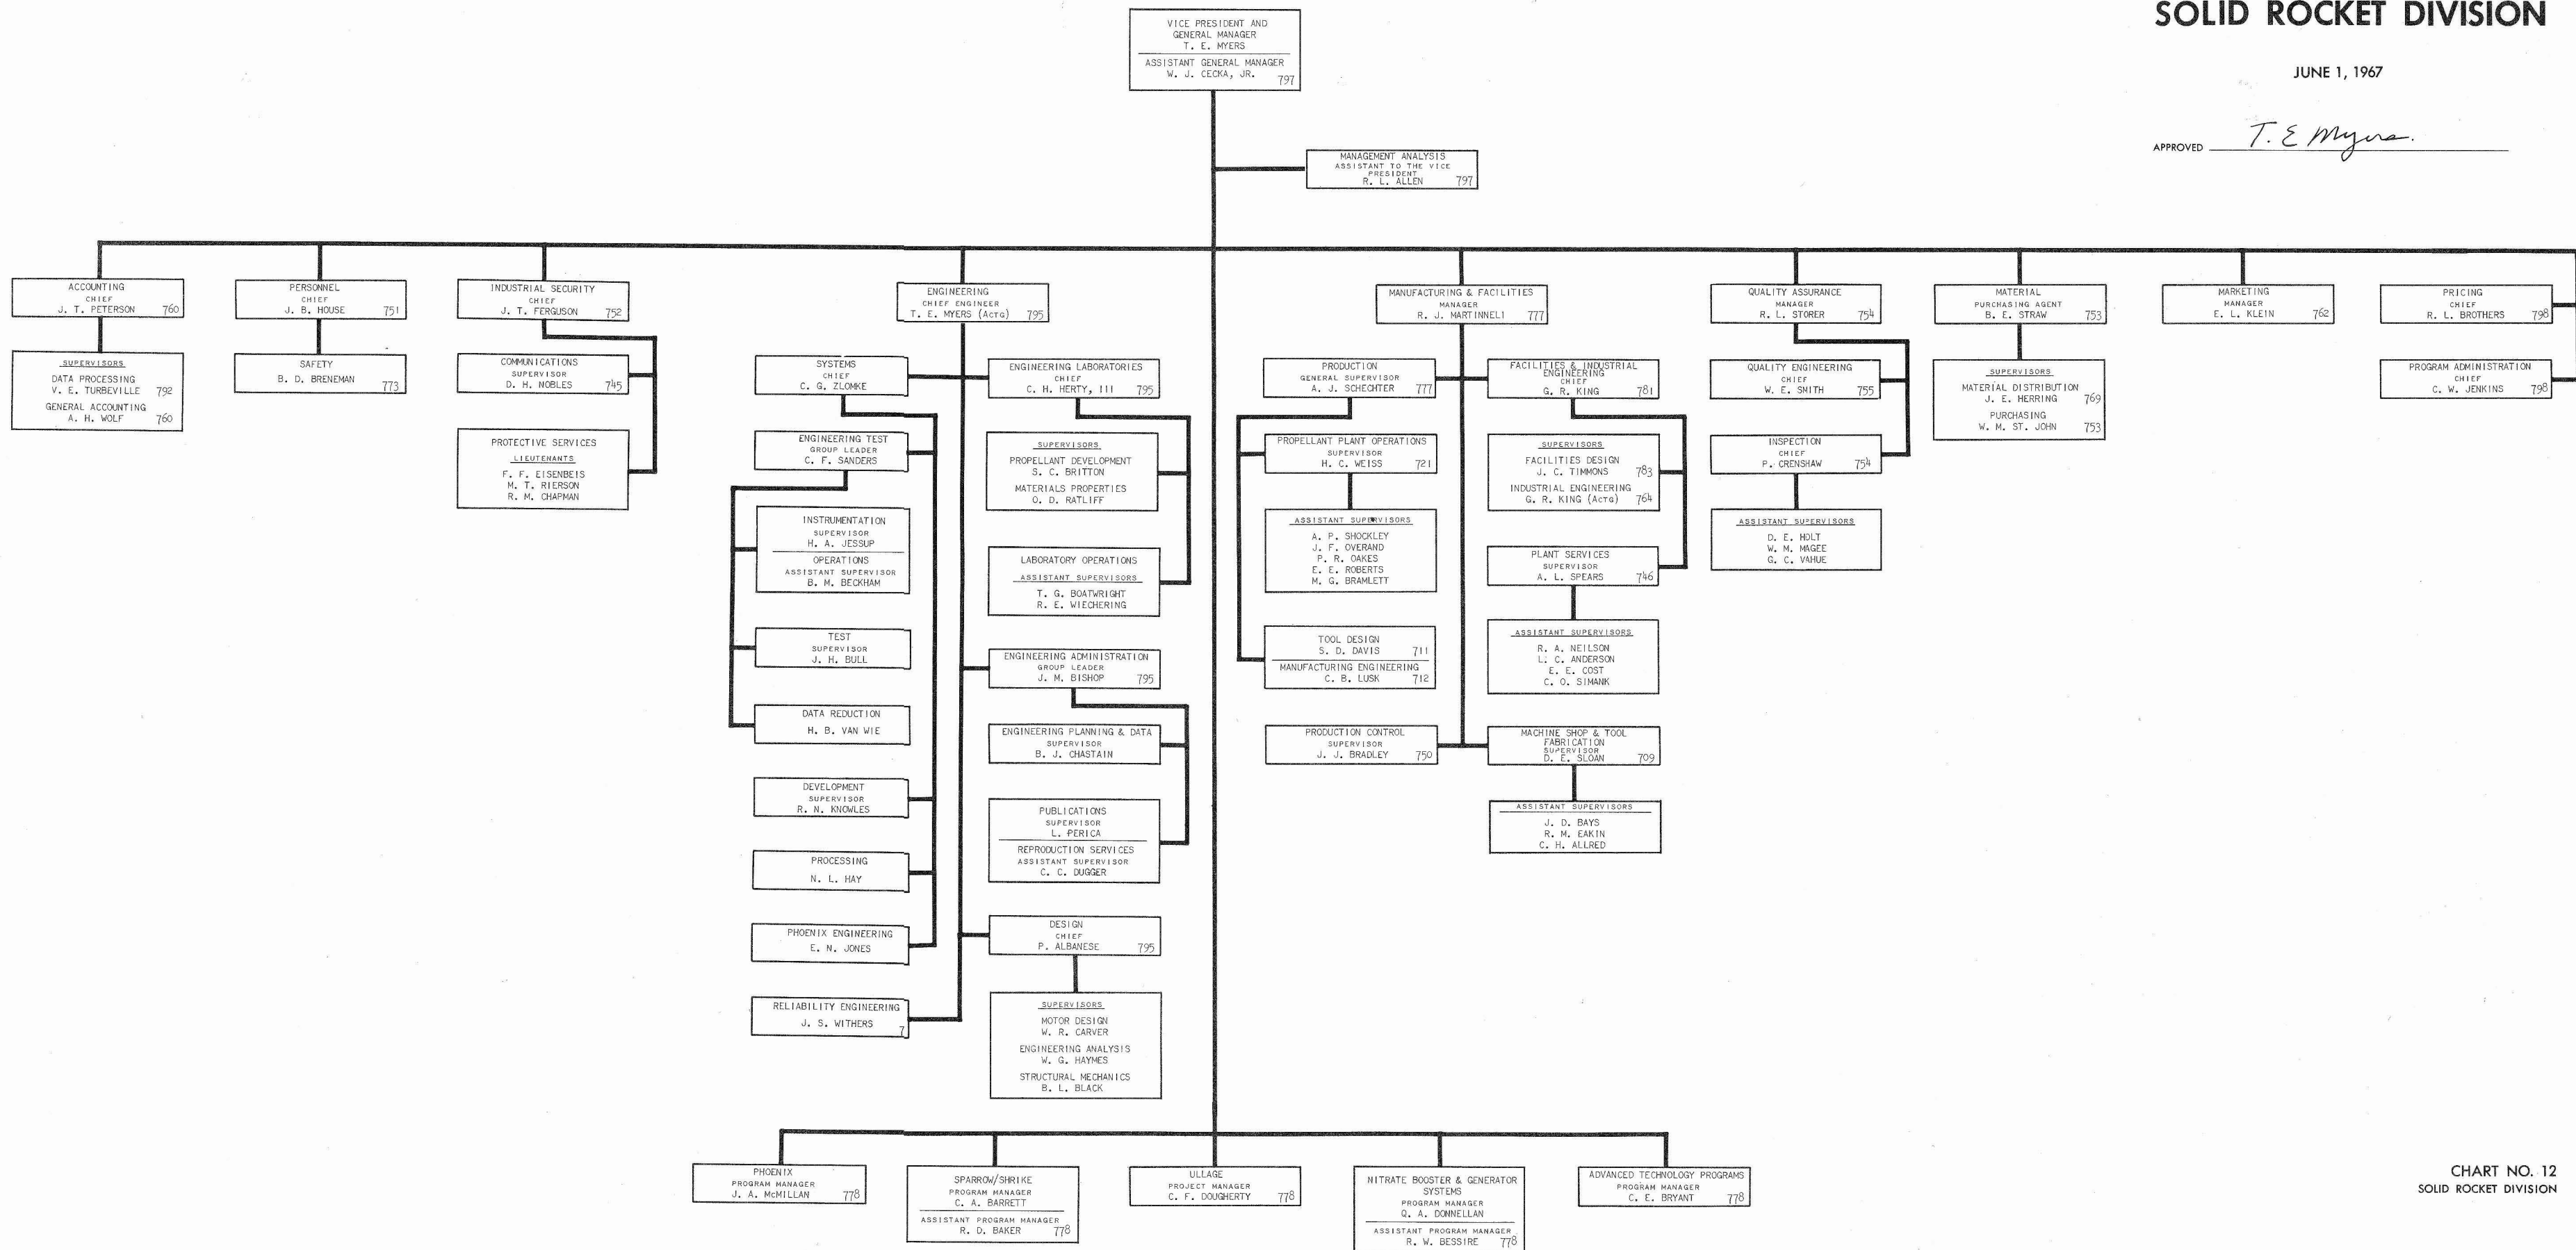 SOLID ROCKET DIVISION
JUNE 1, 1967
APPROVED T. E Myers.
VICE PRESIDENT AND
GENERAL MANAGER
T. E. MYERS
ASSISTANT GENERAL MANAGER
W. J. CECKA, JR. 797
MANAGEMENT ANALYSIS
ASSISTANT TO THE VICE
PRESIDENT
R. L. ALLEN 797
ACCOUNTING
CHIEF
J. T. PETERSON 760
SUPERVISORS
DATA PROCESSING
V. E. TURBEVILLE 792
GENERAL ACCOUNTING
A. H. WOLF 760
PERSONNEL
CHIEF
J. B. HOUSE 751
SAFETY
B. D. BRENEMAN 773
INDUSTRIAL SECURITY
CHIEF
J. T. FERGUSON 752
COMMUNICATIONS
SUPERVISOR
D. H. NOBLES 745
PROTECTIVE SERVICES
LIEUTENANTS
F. F. EISENBEIS
M. T. RIERSON
R. M. CHAPMAN
ENGINEERING
CHIEF ENGINEER
T. E. MYERS (ACTG) 795
SYSTEMS
CHIEF
C. G. ZLOMKE
ENGINEERING TEST
GROUP LEADER
C. F. SANDERS
INSTRUMENTATION
SUPERVISOR
H. A. JESSUP
OPERATIONS
ASSISTANT SUPERVISOR
B. M. BECKHAM
TEST
SUPERVISOR
J. H. BULL
DATA REDUCTION
H. B. VAN WIE
DEVELOPMENT
SUPERVISOR
R. N. KNOWLES
PROCESSING
N. L. HAY
PHOENIX ENGINEERING
E. N. JONES
RELIABILITY ENGINEERING
J. S. WITHERS 7
ENGINEERING LABORATORIES
CHIEF
C. H. HERTY, III 795
SUPERVISORS
PROPELLANT DEVELOPMENT
S. C. BRITTON
MATERIALS PROPERTIES
O. D. RATLIFF
LABORATORY OPERATIONS
ASSISTANT SUPERVISORS
T. G. BOATWRIGHT
R. E. WIECHERING
ENGINEERING ADMINISTRATION
GROUP LEADER
J. M. BISHOP 795
ENGINEERING PLANNING & DATA
SUPERVISOR
B. J. CHASTAIN
PUBLICATIONS
SUPERVISOR
L. PERICA
REPRODUCTION SERVICES
ASSISTANT SUPERVISOR
C. C. DUGGER
DESIGN
CHIEF
P. ALBANESE 795
SUPERVISORS
MOTOR DESIGN
W. R. CARVER
ENGINEERING ANALYSIS
W. G. HAYMES
STRUCTURAL MECHANICS
B. L. BLACK
MANUFACTURING & FACILITIES
MANAGER
R. J. MARTINNELI 777
PRODUCTION
GENERAL SUPERVISOR
A. J. SCHECHTER 777
PROPELLANT PLANT OPERATIONS
SUPERVISOR
H. C. WEISS 721
ASSISTANT SUPERVISORS
A. P. SHOCKLEY
J. F. OVERAND
P. R. OAKES
E. E. ROBERTS
M. G. BRAMLETT
TOOL DESIGN
S. D. DAVIS 711
MANUFACTURING ENGINEERING
C. B. LUSK 712
PRODUCTION CONTROL
SUPERVISOR
J. J. BRADLEY 750
FACILITIES & INDUSTRIAL
ENGINEERING
CHIEF
G. R. KING 781
SUPERVISORS
FACILITIES DESIGN
J. C. TIMMONS 783
INDUSTRIAL ENGINEERING
G. R. KING (ACTG) 764
PLANT SERVICES
SUPERVISOR
A. L. SPEARS 746
ASSISTANT SUPERVISORS
R. A. NEILSON
L. C. ANDERSON
E. E. COST
C. O. SIMANK
MACHINE SHOP & TOOL
FABRICATION
SUPERVISOR
D. E. SLOAN 709
ASSISTANT SUPERVISORS
J. D. BAYS
R. M. EAKIN
C. H. ALLRED
QUALITY ASSURANCE
MANAGER
R. L. STORER 754
QUALITY ENGINEERING
CHIEF
W. E. SMITH 755
INSPECTION
CHIEF
P. CRENSHAW 754
ASSISTANT SUPERVISORS
D. E. HOLT
W. M. MAGEE
G. C. VAHUE
MATERIAL
PURCHASING AGENT
B. E. STRAW 753
SUPERVISORS
MATERIAL DISTRIBUTION
J. E. HERRING 769
PURCHASING
W. M. ST. JOHN 753
MARKETING
MANAGER
E. L. KLEIN 762
PRICING
CHIEF
R. L. BROTHERS 798
PROGRAM ADMINISTRATION
CHIEF
C. W. JENKINS 798
PHOENIX
PROGRAM MANAGER
J. A. McMILLAN 778
SPARROW/SHRIKE
PROGRAM MANAGER
C. A. BARRETT
ASSISTANT PROGRAM MANAGER
R. D. BAKER 778
ULLAGE
PROJECT MANAGER
C. F. DOUGHERTY 778
NITRATE BOOSTER & GENERATOR
SYSTEMS
PROGRAM MANAGER
Q. A. DONNELLAN
ASSISTANT PROGRAM MANAGER
R. W. BESSIRE 778
ADVANCED TECHNOLOGY PROGRAMS
PROGRAM MANAGER
C. E. BRYANT 778
CHART NO. 12
SOLID ROCKET DIVISION